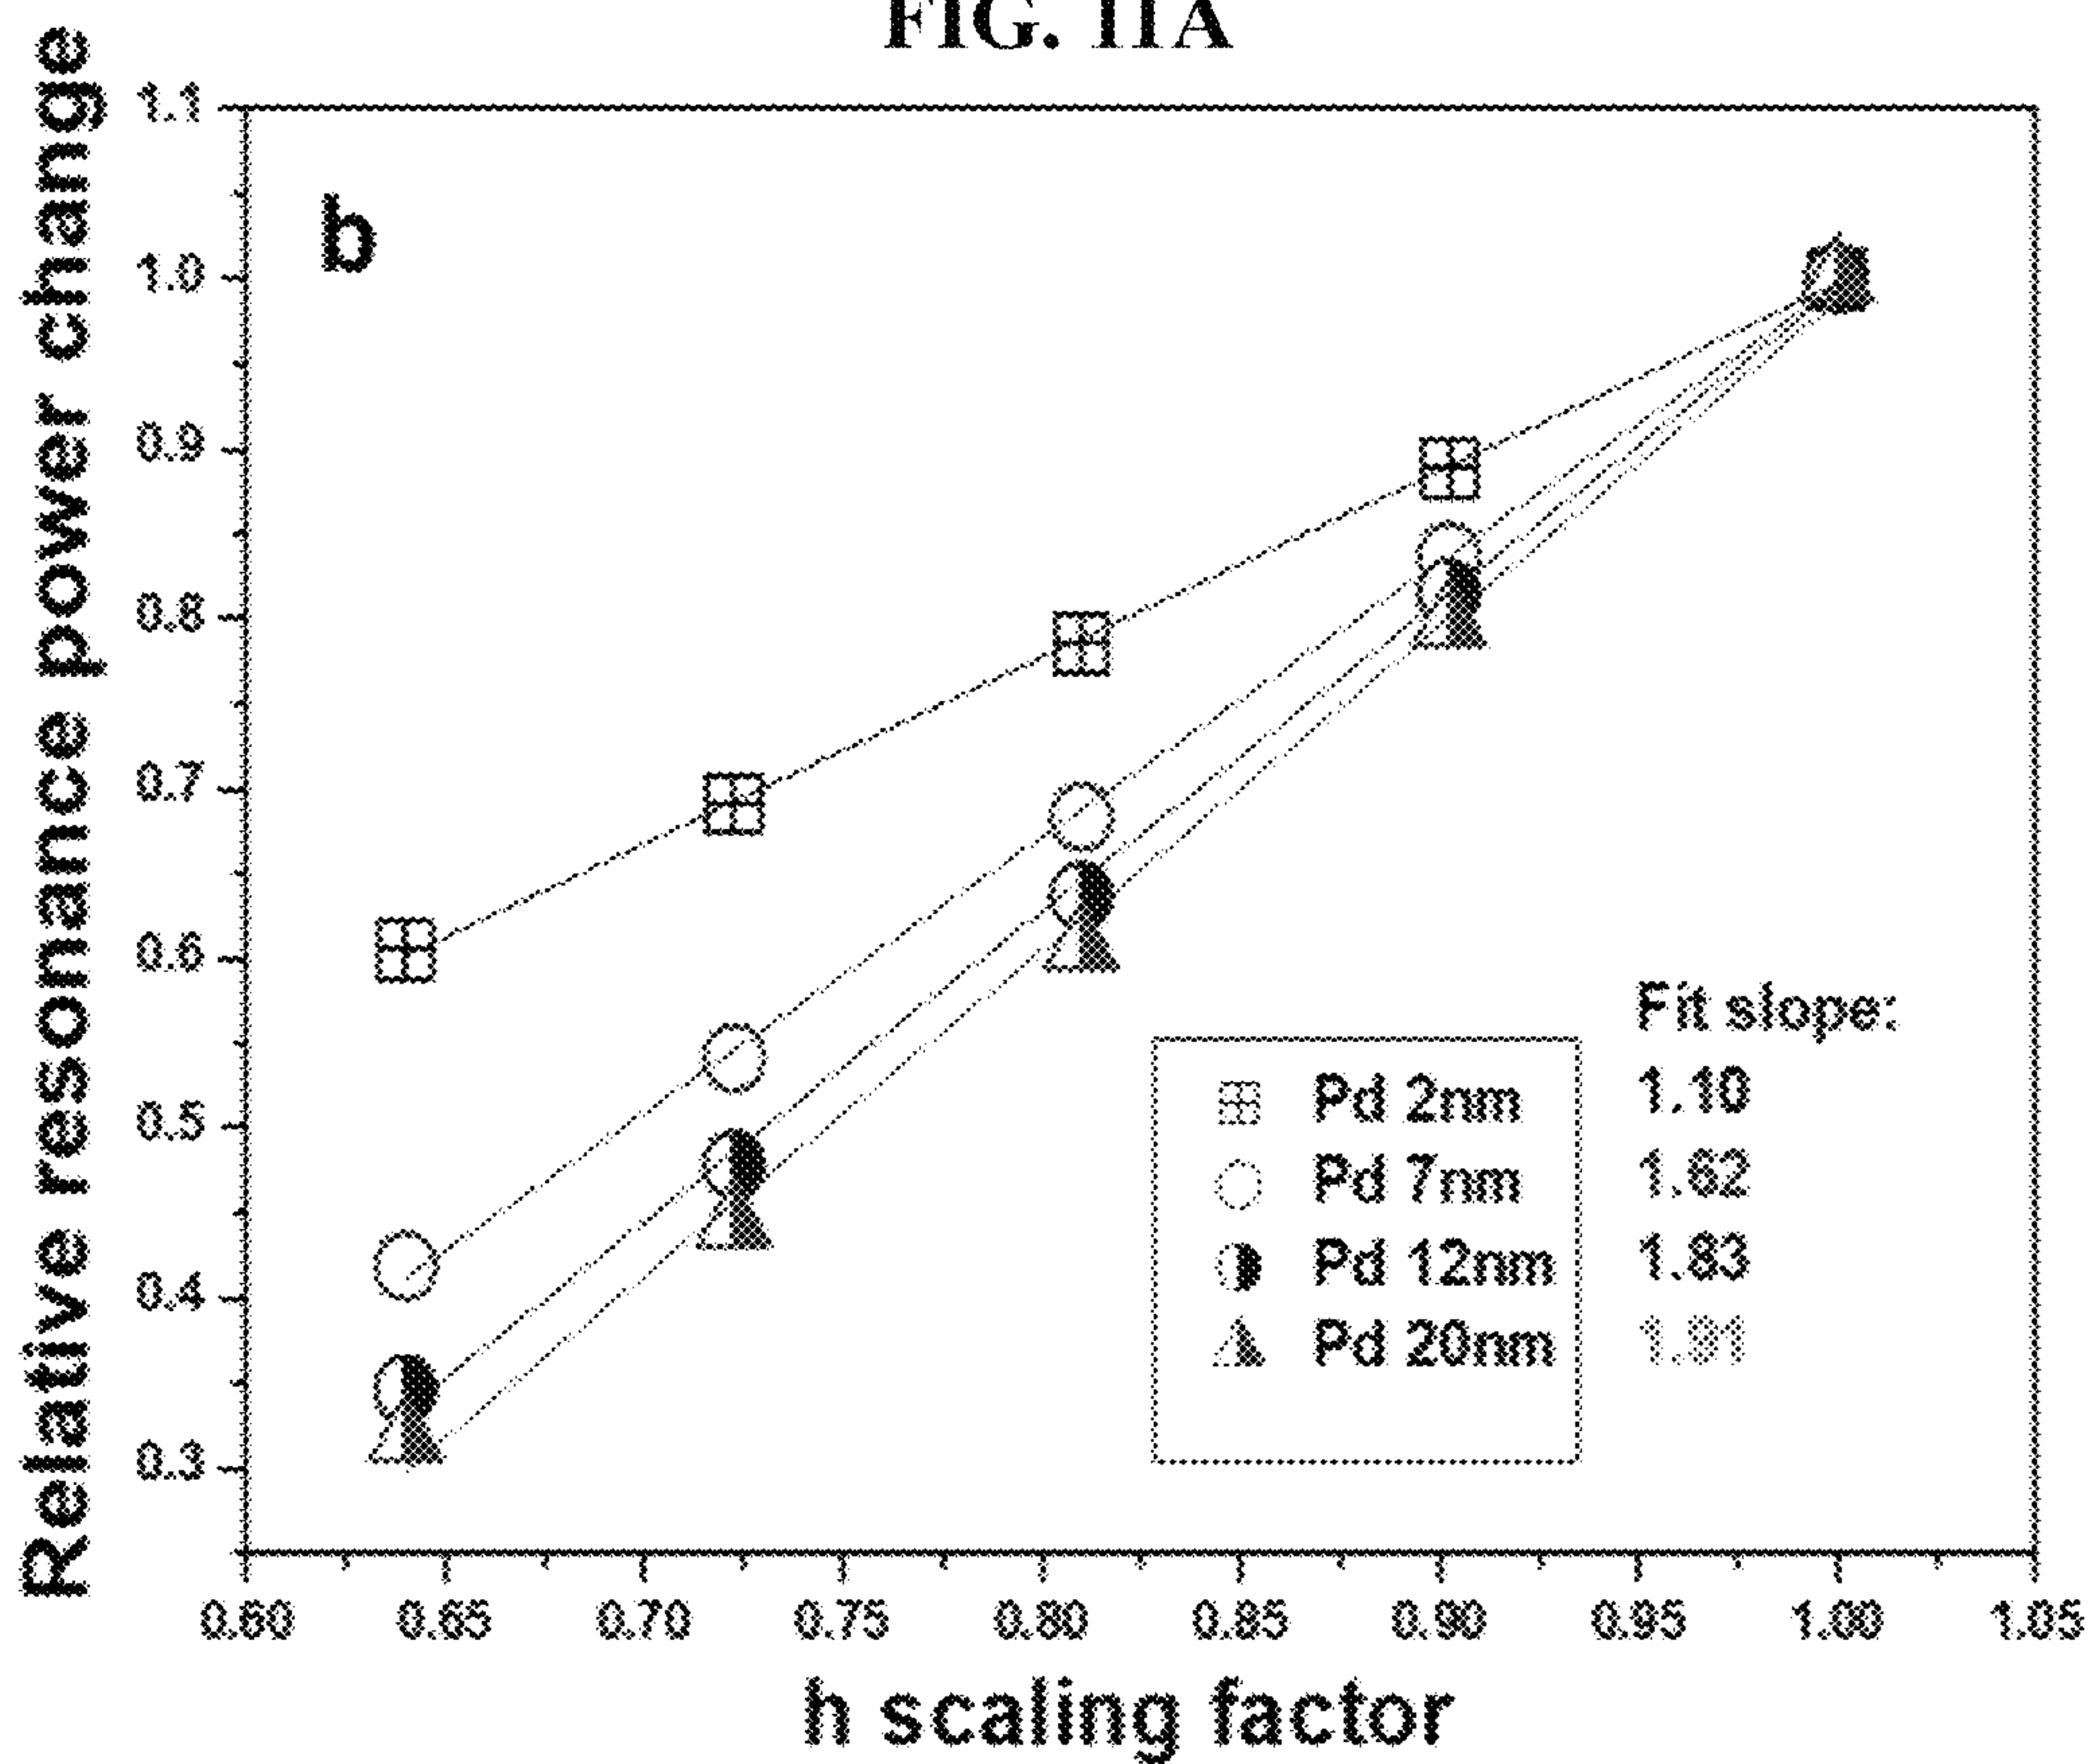 FIG. 11A
Relative resonance power change
1.1
1.0
0.9
0.8
0.7
0.6
0.5
0.4
0.3
b
Fit slope:
Pd 2nm 1.10
Pd 7nm 1.62
Pd 12nm 1.83
Pd 20nm 1.91
0.60 0.65 0.70 0.75 0.80 0.85 0.90 0.95 1.00 1.05
h scaling factor